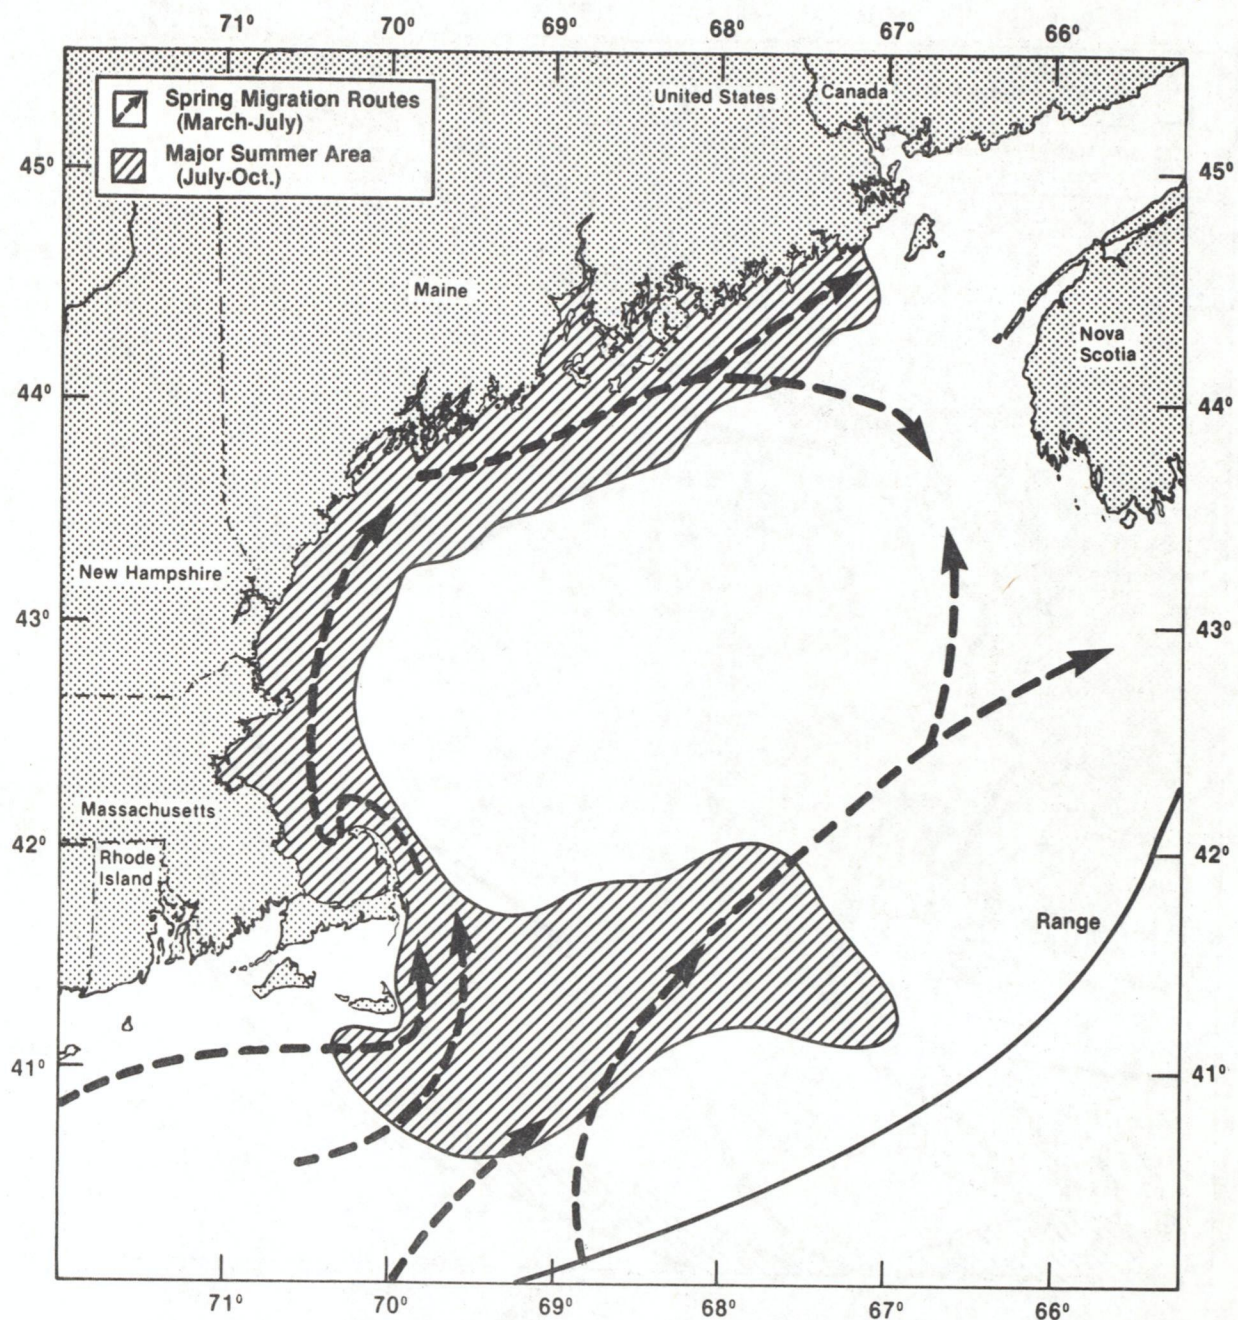 71° 70° 69° 68° 67° 66°
Spring Migration Routes
(March-July)
Major Summer Area
(July-Oct.)
United States
Canada
45°
45°
Maine
Nova
Scotia
44°
44°
New Hampshire
43°
43°
Massachusetts
42°
42°
Rhode
Island
Range
41°
41°
71° 70° 69° 68° 67° 66°